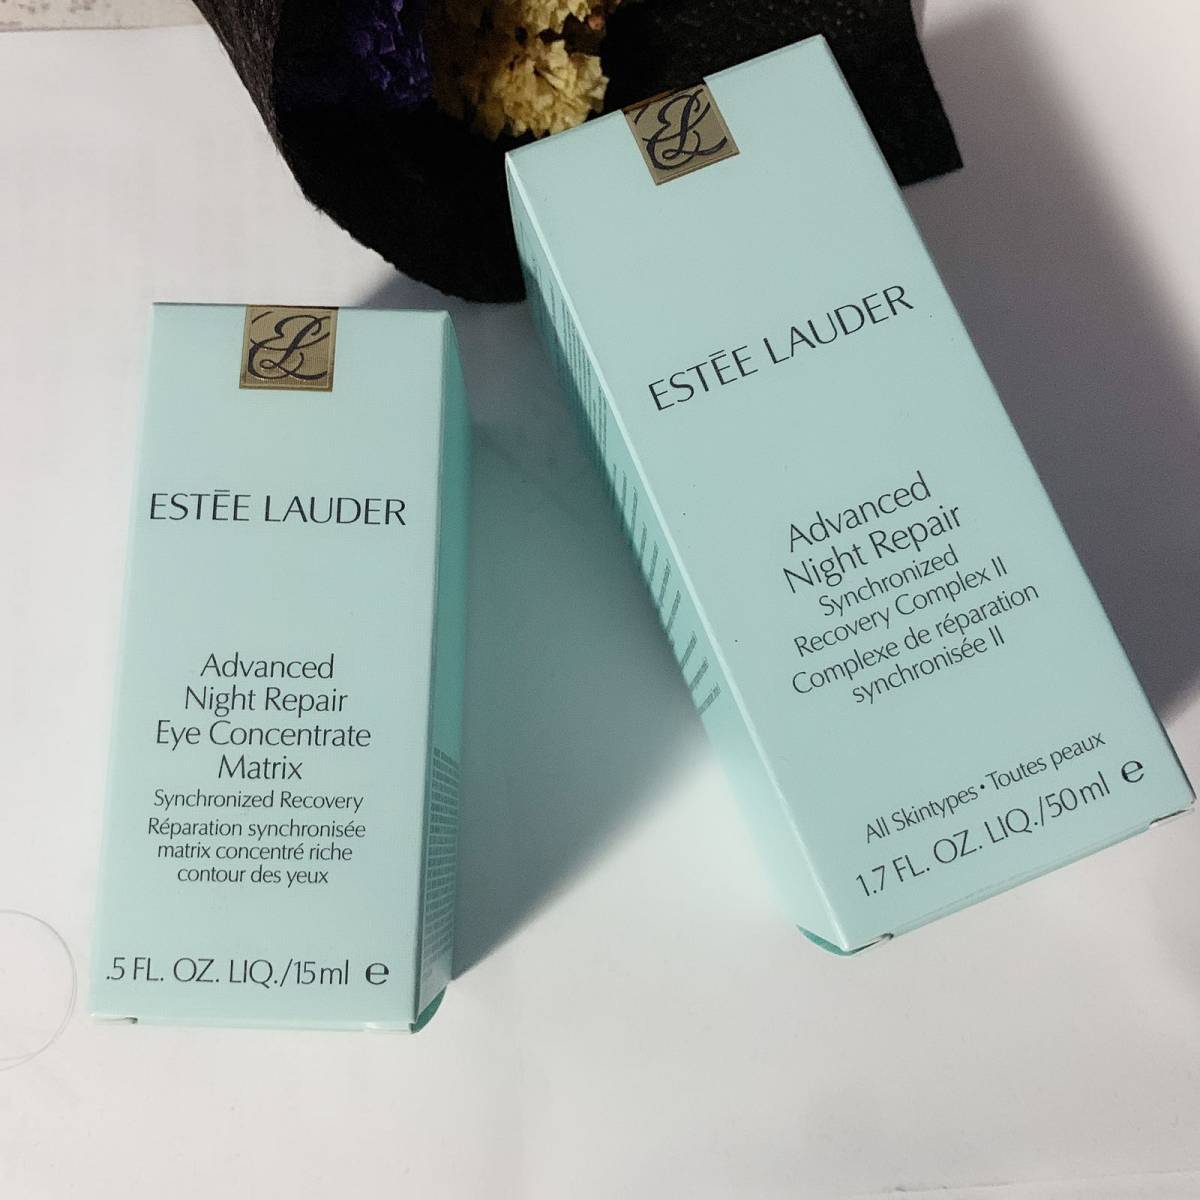 ESTĒE LAUDER
Advanced
Night Repair
Eye Concentrate
Matrix
Synchronized Recovery
Réparation synchronisée
matrix concentré riche
contour des yeux
.5 FL. OZ. LIQ./15ml e
ESTĒE LAUDER
Advanced
Night Repair
Synchronized
Recovery Complex II
Complexe de réparation
synchronisée II
All Skintypes • Toutes peaux
1.7 FL. OZ. LIQ./50ml e